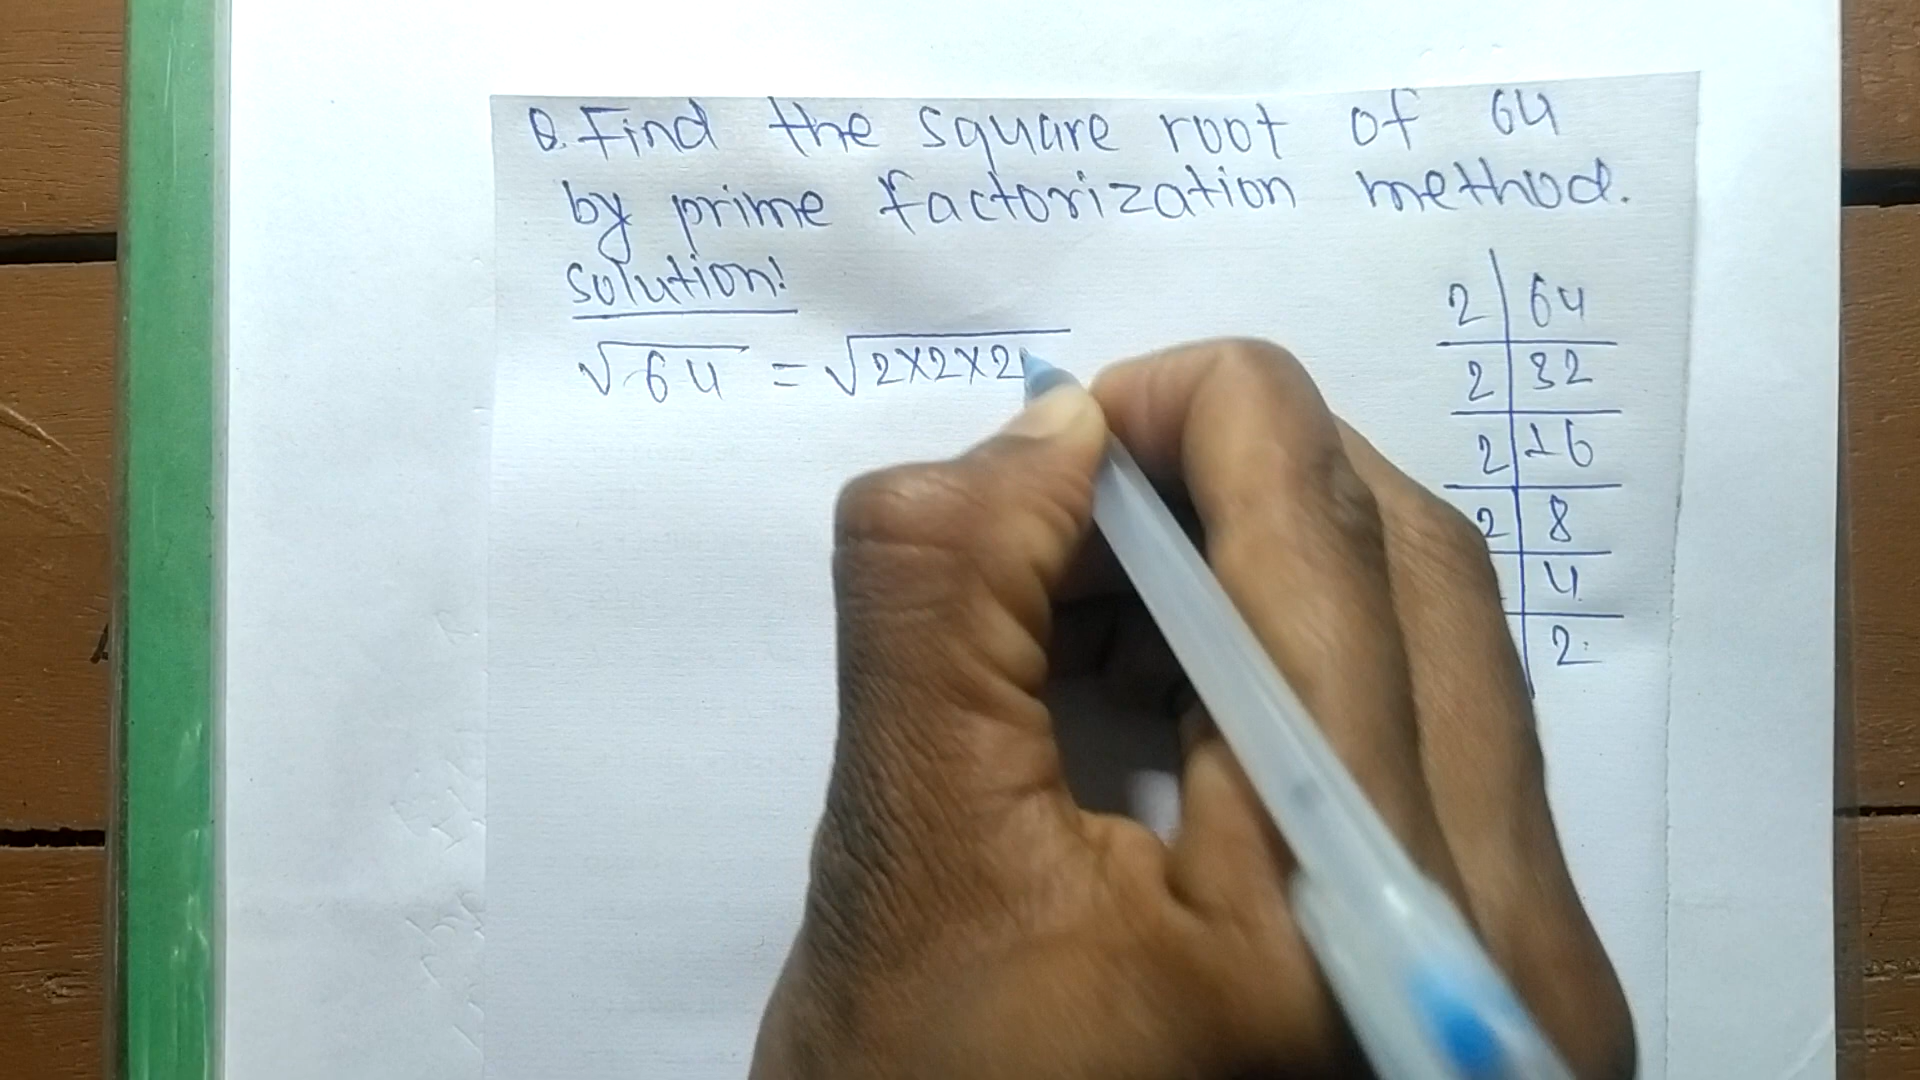 Q. Find the square root of 64
by prime factorization method.
Solution:
√64 = √2×2×2
2 | 64
2 | 32
2 | 16
2 | 8
4
2